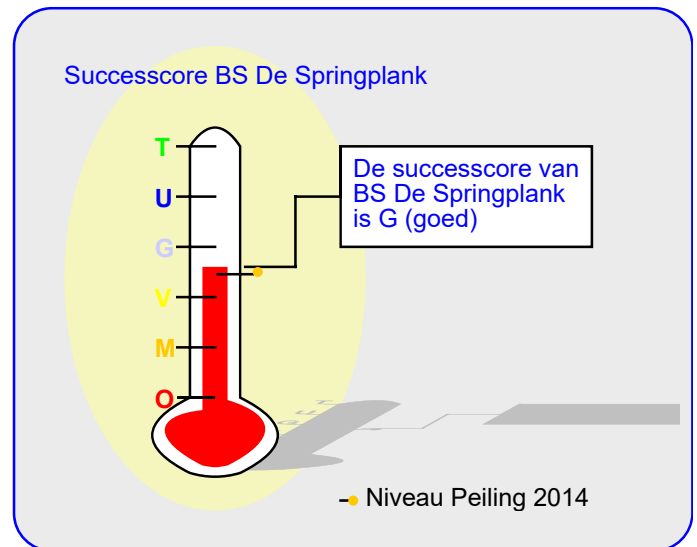 Successcore BS De Springplank
T
U
G
V
M
O
De successcore van
BS De Springplank
is G (goed)
T
U
G
Niveau Peiling 2014